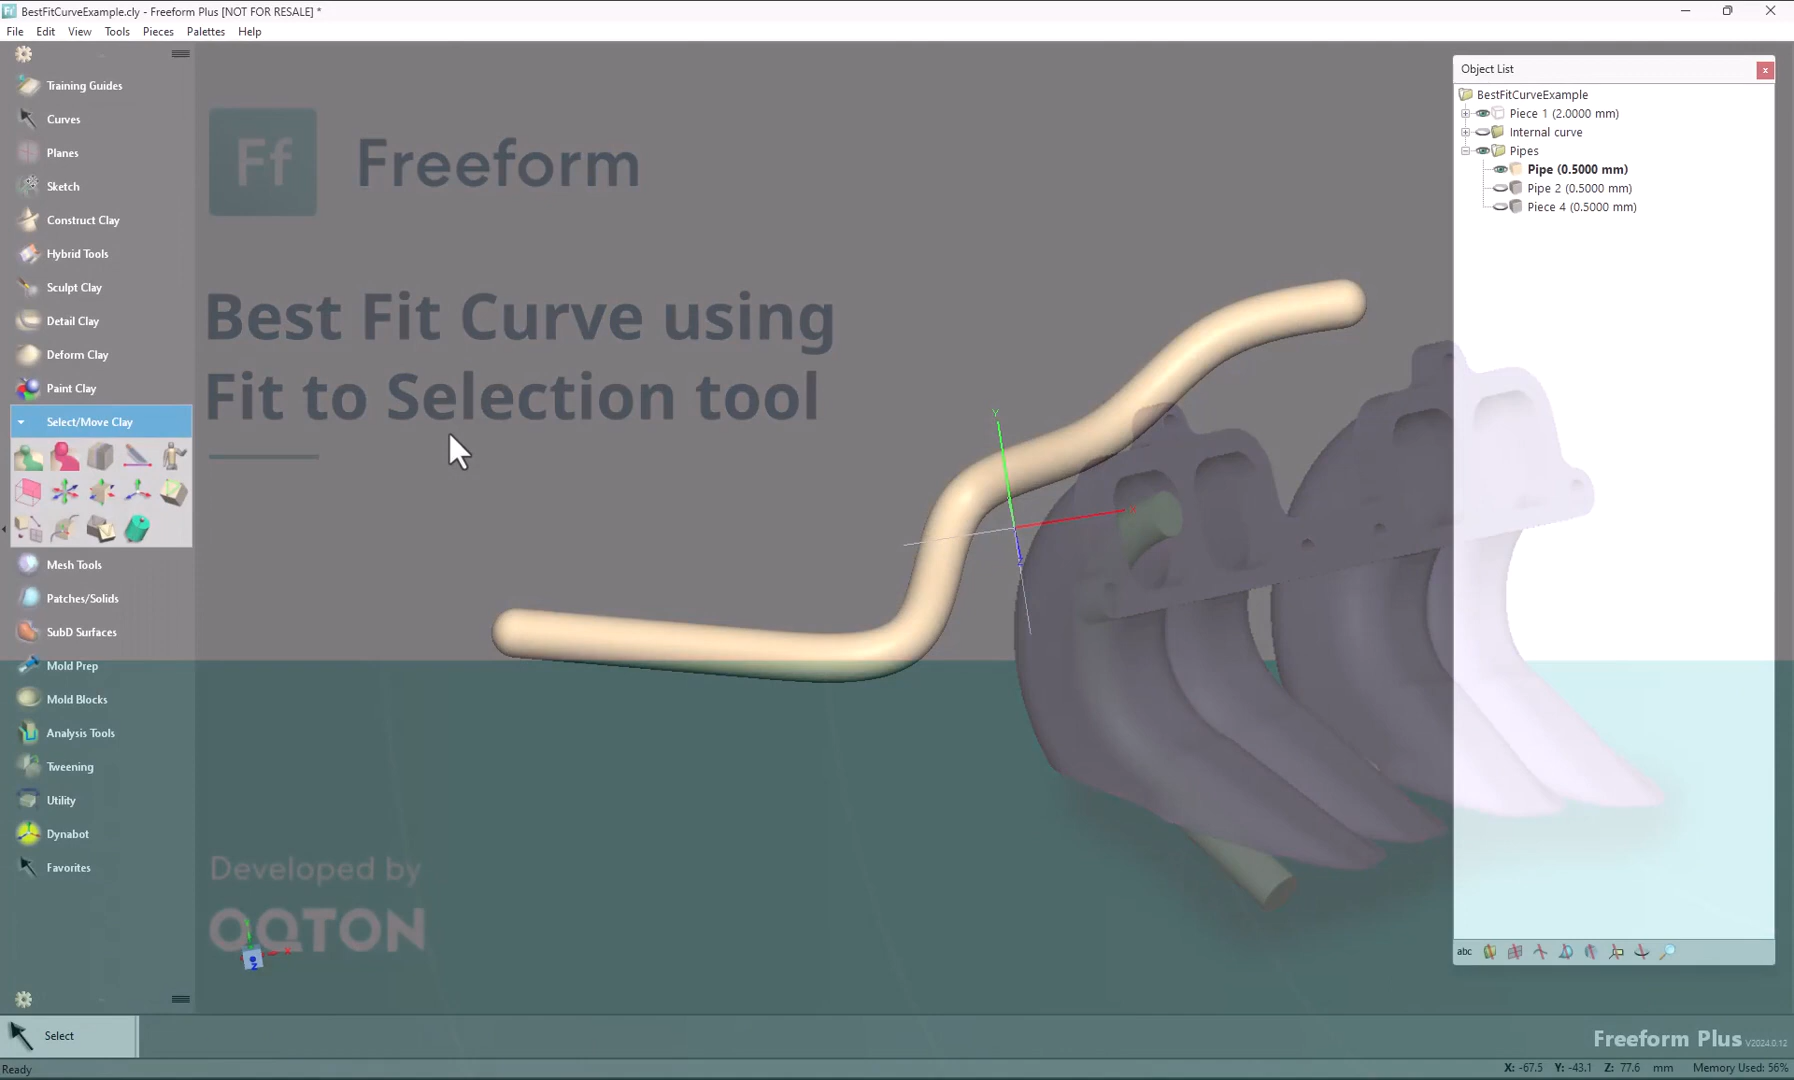 BestFitCurveExample.cly - Freeform Plus [NOT FOR RESALE] *
File Edit View Tools Pieces Palettes Help
Training Guides
Curves
Planes
Sketch
Construct Clay
Hybrid Tools
Sculpt Clay
Detail Clay
Deform Clay
Paint Clay
Select/Move Clay
Mesh Tools
Patches/Solids
SubD Surfaces
Mold Prep
Mold Blocks
Analysis Tools
Tweening
Utility
Dynabot
Favorites
Ff Freeform
Best Fit Curve using
Fit to Selection tool
Developed by
OQTON
Y
X
Z
X
Z
Object List
BestFitCurveExample
Piece 1 (2.0000 mm)
Internal curve
Pipes
Pipe (0.5000 mm)
Pipe 2 (0.5000 mm)
Piece 4 (0.5000 mm)
abc
Select
Freeform Plus V2024.0.12
Ready
X: -67.5 Y: -43.1 Z: 77.6 mm Memory Used: 56%